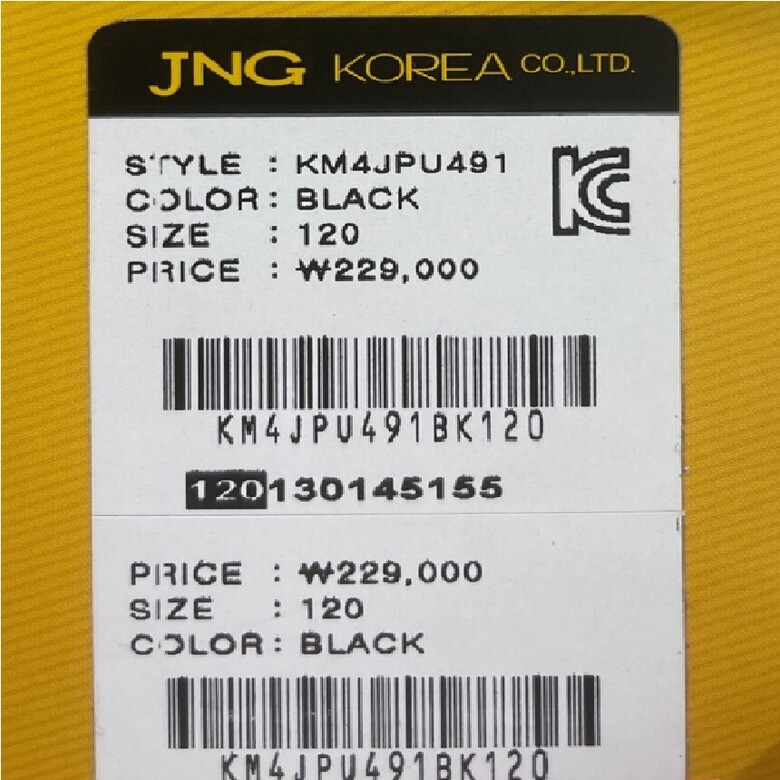 JNG KOREA CO.,LTD.
STYLE : KM4JPU491
COLOR : BLACK
SIZE : 120
PRICE : ₩229,000
KM4JPU491BK120
120130145155
PRICE : ₩229,000
SIZE : 120
COLOR : BLACK
KM4JPU491BK120